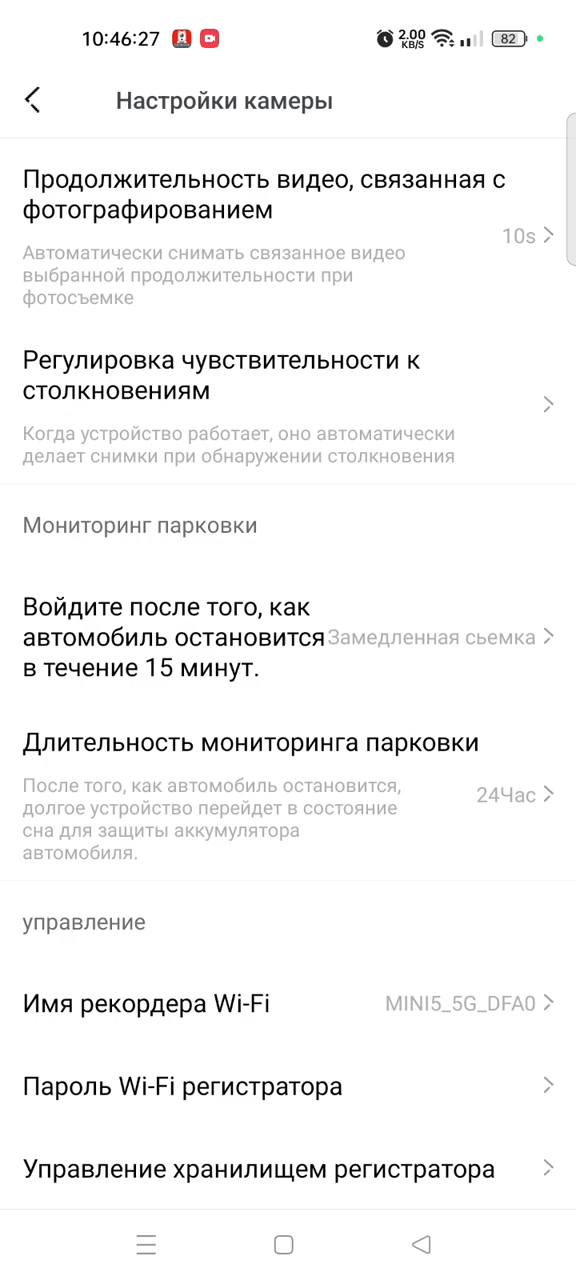 10:46:27
2.00
KB/S
82
Настройки камеры
Продолжительность видео, связанная с
фотографированием
10s
Автоматически снимать связанное видео
выбранной продолжительности при
фотосъемке
Регулировка чувствительности к
столкновениям
Когда устройство работает, оно автоматически
делает снимки при обнаружении столкновения
Мониторинг парковки
Войдите после того, как
автомобиль остановится
в течение 15 минут.
Замедленная сьемка
Длительность мониторинга парковки
После того, как автомобиль остановится,
долгое устройство перейдет в состояние
сна для защиты аккумулятора
автомобиля.
24Час
управление
Имя рекордера Wi-Fi
MINI5_5G_DFA0
Пароль Wi-Fi регистратора
Управление хранилищем регистратора